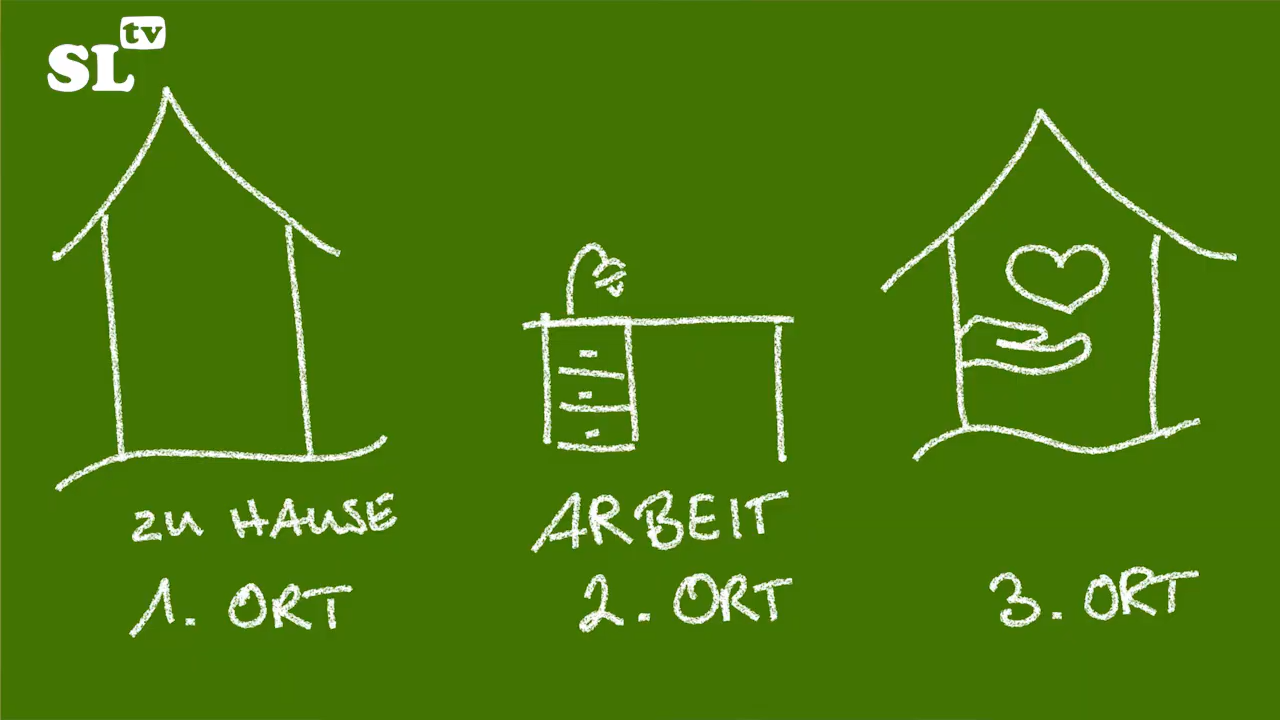 SL tv
ZU HAUSE
1. ORT
ARBEIT
2. ORT
3. ORT